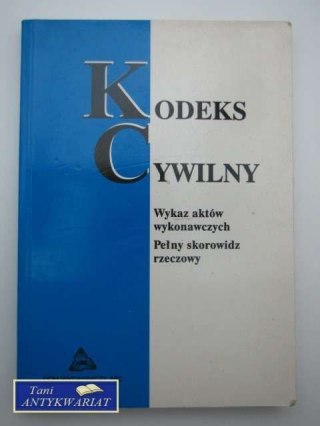 KODEKS
CYWILNY
Wykaz aktów
wykonawczych
Pełny skorowidz
rzeczowy
Tani
ANTYKWARIAT